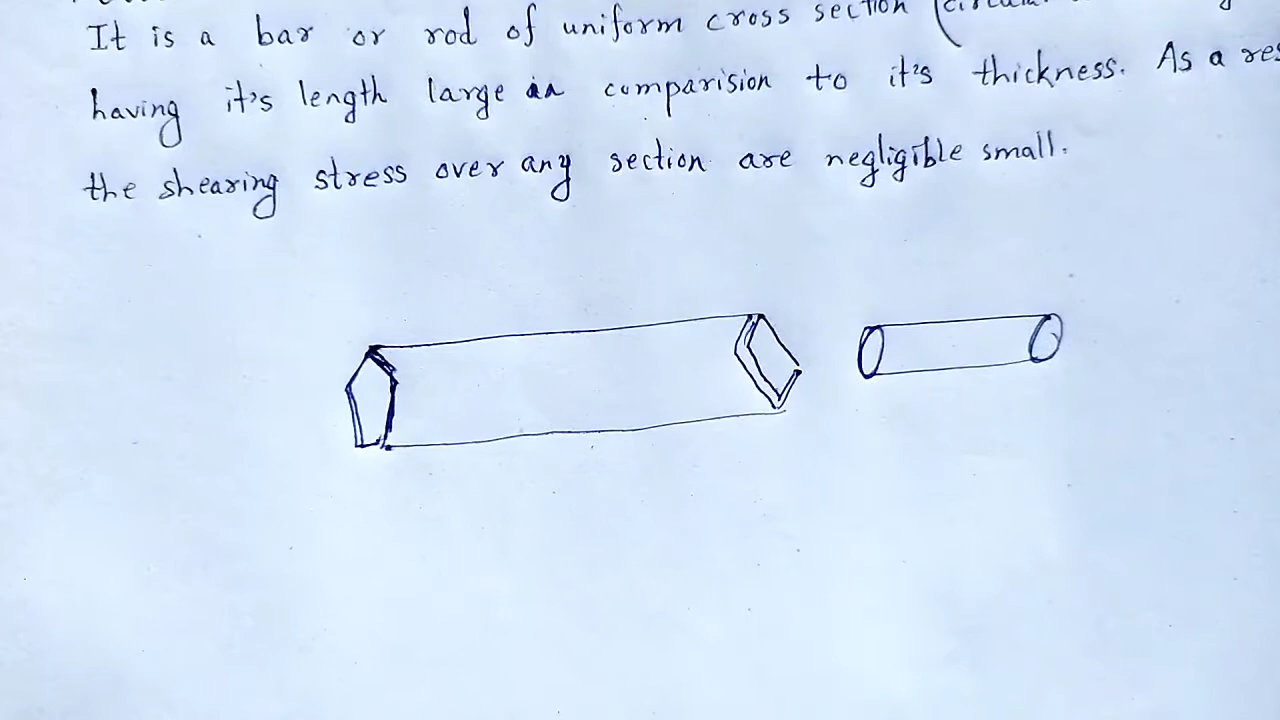 It is a bar or rod of uniform cross section
having it's length large in comparision to it's thickness. As a
the shearing stress over any section are negligible small.